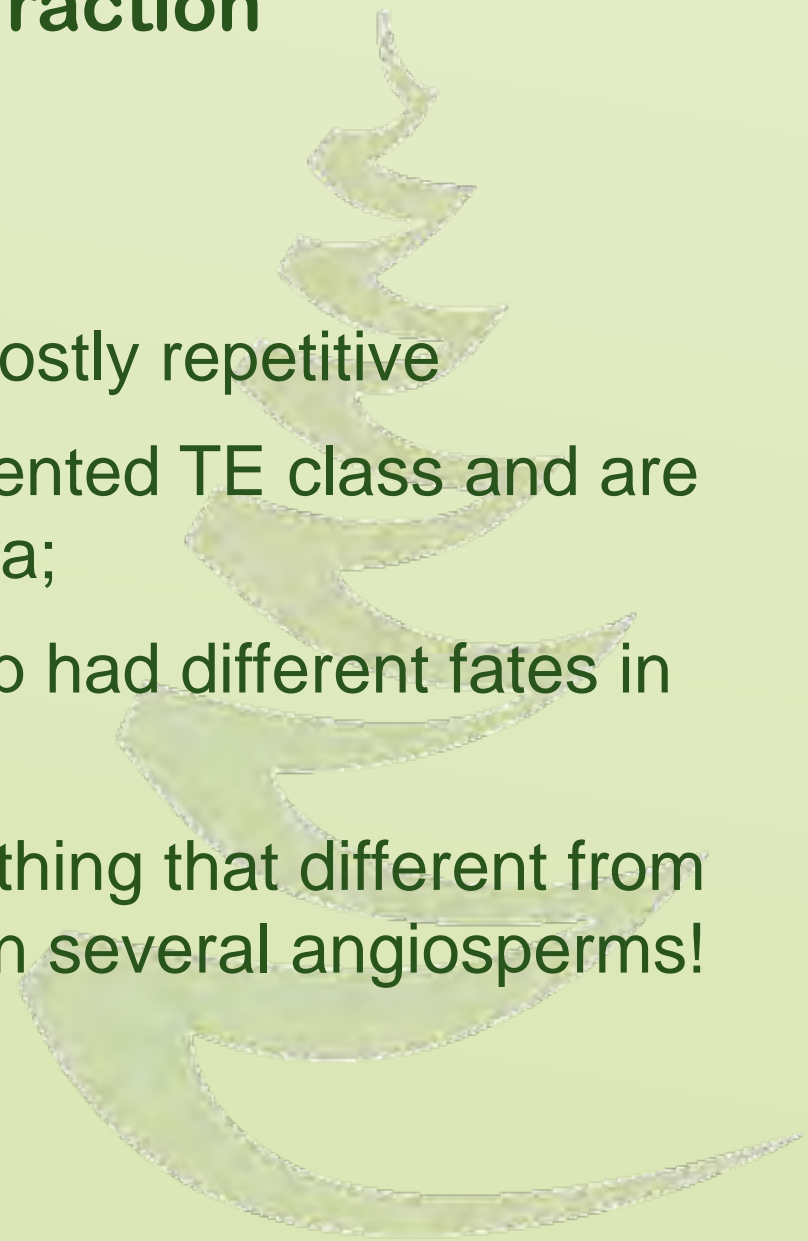 raction
ostly repetitive
ented TE class and are
a;
o had different fates in
thing that different from
n several angiosperms!